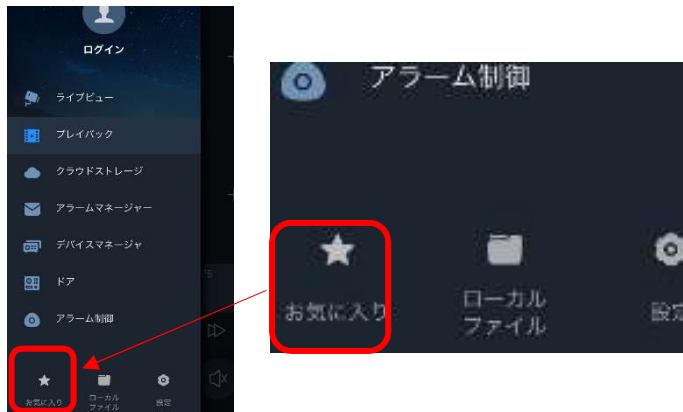 ログイン
ライブビュー
プレイバック
クラウドストレージ
アラームマネージャー
デバイスマネージャ
ドア
アラーム制御
お気に入り
ローカル
ファイル
設定
アラーム制御
お気に入り
ローカル
ファイル
設定